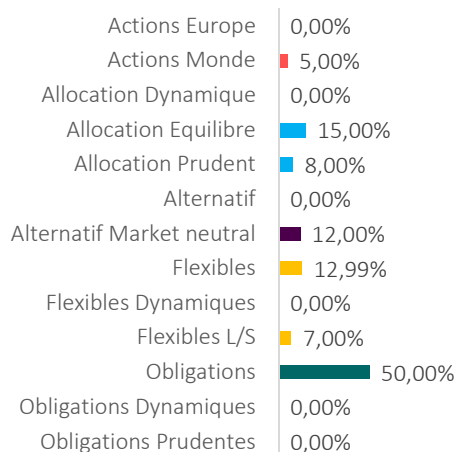 Actions Europe 0,00%
Actions Monde 5,00%
Allocation Dynamique 0,00%
Allocation Equilibre 15,00%
Allocation Prudent 8,00%
Alternatif 0,00%
Alternatif Market neutral 12,00%
Flexibles 12,99%
Flexibles Dynamiques 0,00%
Flexibles L/S 7,00%
Obligations 50,00%
Obligations Dynamiques 0,00%
Obligations Prudentes 0,00%